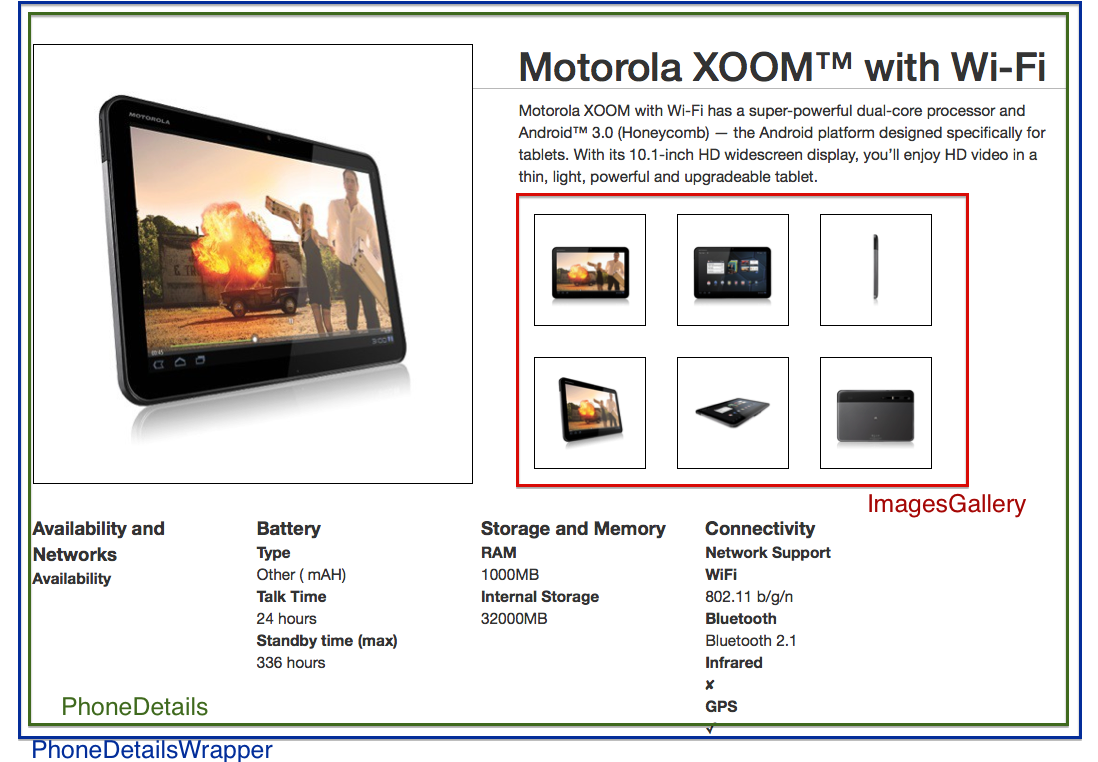 Motorola XOOM™ with Wi-Fi
Motorola XOOM with Wi-Fi has a super-powerful dual-core processor and
Android™ 3.0 (Honeycomb) — the Android platform designed specifically for
tablets. With its 10.1-inch HD widescreen display, you’ll enjoy HD video in a
thin, light, powerful and upgradeable tablet.
MOTOROLA
ImagesGallery
Availability and
Networks
Availability
Battery
Type
Other ( mAH)
Talk Time
24 hours
Standby time (max)
336 hours
Storage and Memory
RAM
1000MB
Internal Storage
32000MB
Connectivity
Network Support
WiFi
802.11 b/g/n
Bluetooth
Bluetooth 2.1
Infrared
✘
GPS
✓
PhoneDetails
PhoneDetailsWrapper